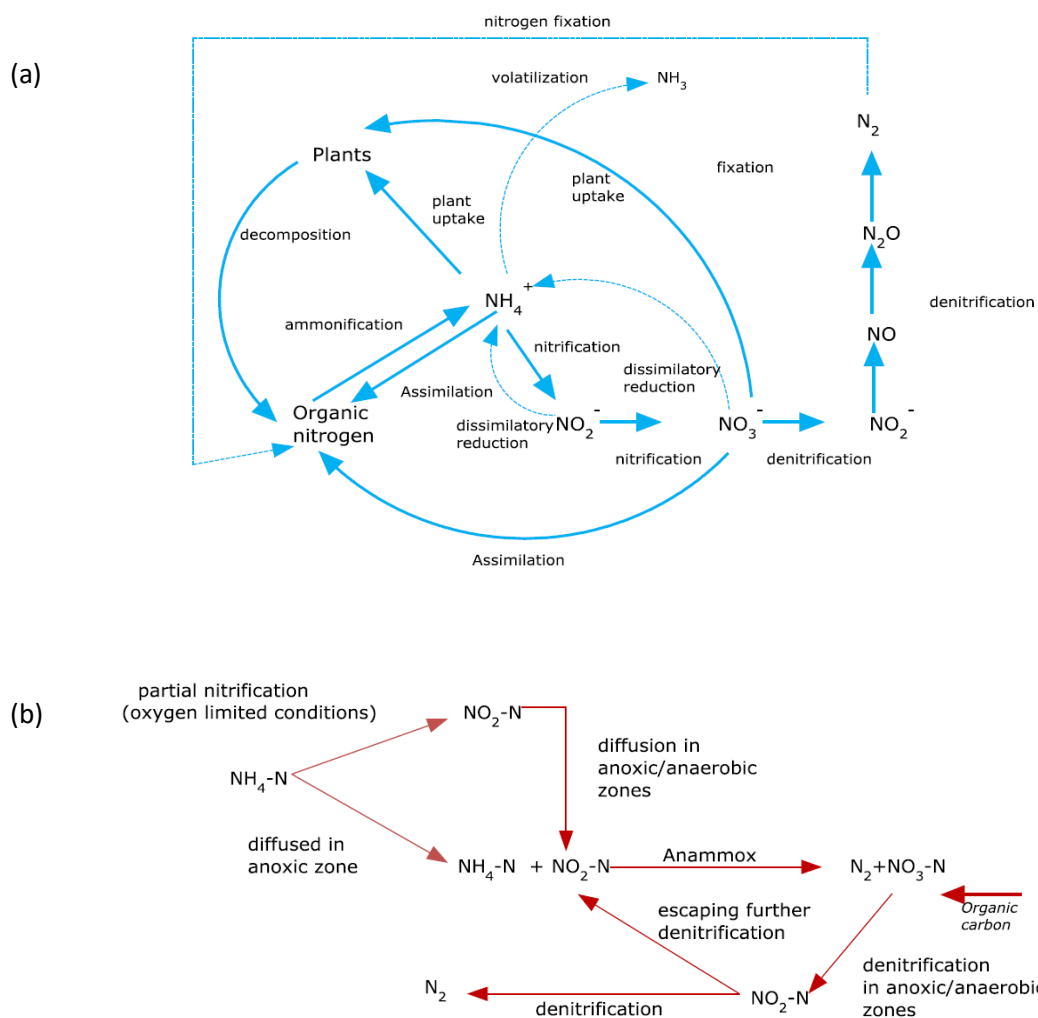 nitrogen fixation
(a)
volatilization
NH3
N2
Plants
plant
uptake
plant
uptake
fixation
decomposition
N2O
NH4+
denitrification
ammonification
NO
nitrification
Assimilation
dissimilatory
reduction
Organic
nitrogen
dissimilatory
reduction
NO2-
NO3-
NO2-
nitrification
denitrification
Assimilation
(b)
partial nitrification
(oxygen limited conditions)
NO2-N
diffusion in
anoxic/anaerobic
zones
NH4-N
diffused in
anoxic zone
NH4-N + NO2-N
Anammox
N2+NO3-N
Organic
carbon
escaping further
denitrification
denitrification
in anoxic/anaerobic
zones
N2
denitrification
NO2-N